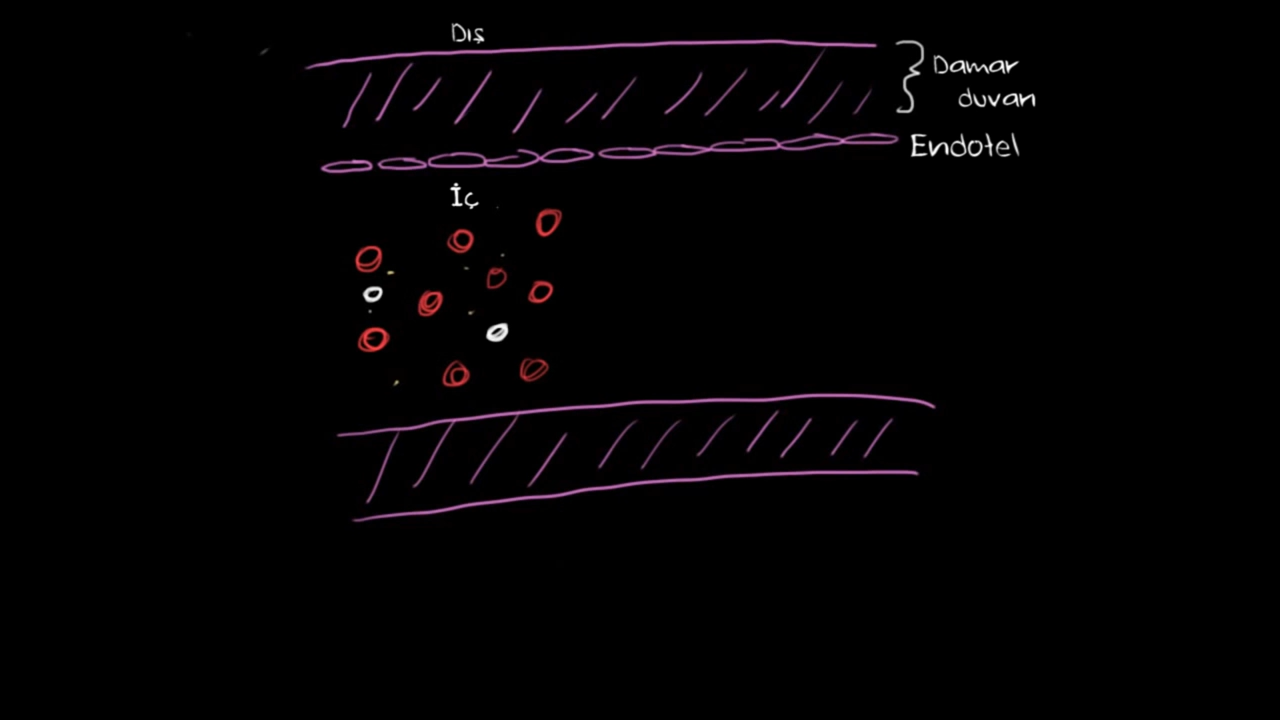 Dış
Damar
duvarı
Endotel
İç